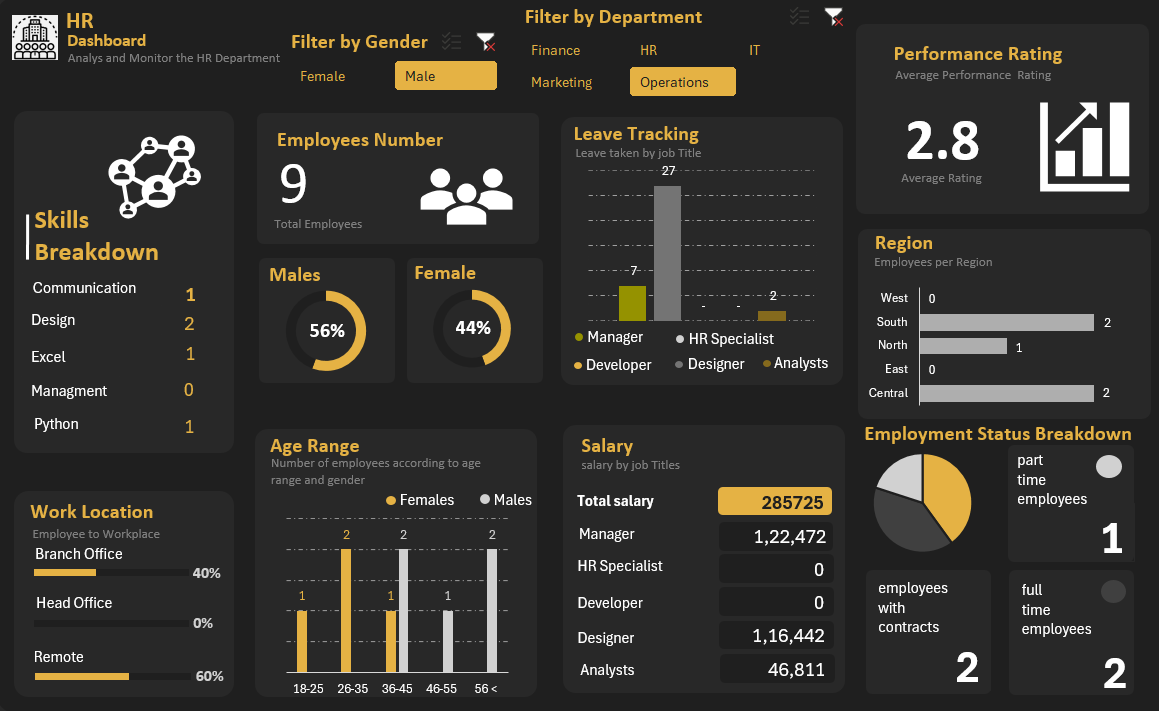 HR
Dashboard
Analys and Monitor the HR Department
Filter by Gender
Female
Male
Filter by Department
Finance
HR
IT
Marketing
Operations
Performance Rating
Average Performance Rating
2.8
Average Rating
Skills
Breakdown
Communication 1
Design 2
Excel 1
Managment 0
Python 1
Employees Number
9
Total Employees
Males
56%
Female
44%
Leave Tracking
Leave taken by job Title
27
7
- -
2
Manager
HR Specialist
Developer
Designer
Analysts
Region
Employees per Region
West 0
South 2
North 1
East 0
Central 2
Work Location
Employee to Workplace
Branch Office
40%
Head Office
0%
Remote
60%
Age Range
Number of employees according to age
range and gender
Females
Males
2 2 2
1 1 1
18-25 26-35 36-45 46-55 56 <
Salary
salary by job Titles
Total salary 285725
Manager 1,22,472
HR Specialist 0
Developer 0
Designer 1,16,442
Analysts 46,811
Employment Status Breakdown
part
time
employees
1
employees
with
contracts
2
full
time
employees
2